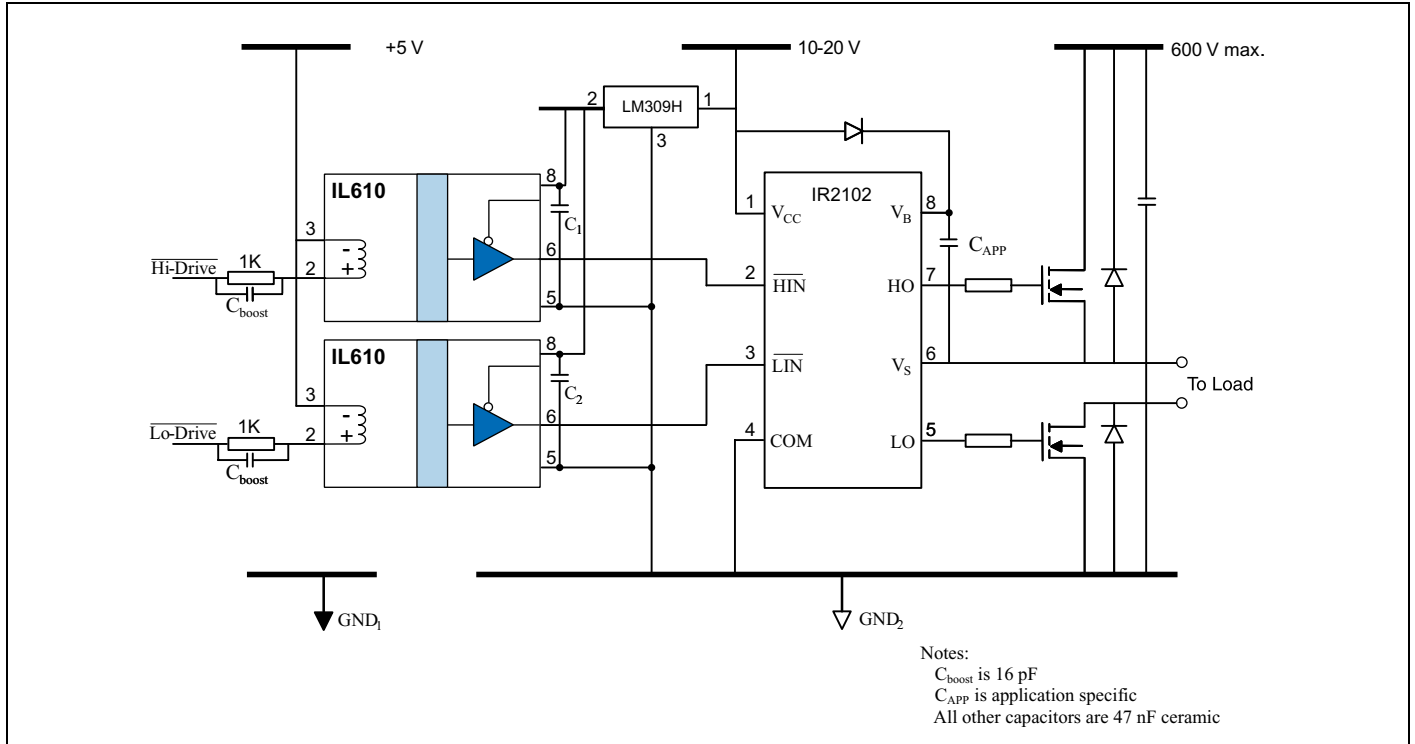 +5 V
10-20 V
600 V max.
2
LM309H
1
3
IL610
8
C1
6
5
3
-
2
+
Hi-Drive
1K
Cboost
IL610
8
C2
6
5
3
-
2
+
Lo-Drive
1K
Cboost
IR2102
1
VCC
VB
8
CAPP
2
HIN
HO
7
3
LIN
VS
6
To Load
4
COM
LO
5
GND1
GND2
Notes:
Cboost is 16 pF
CAPP is application specific
All other capacitors are 47 nF ceramic